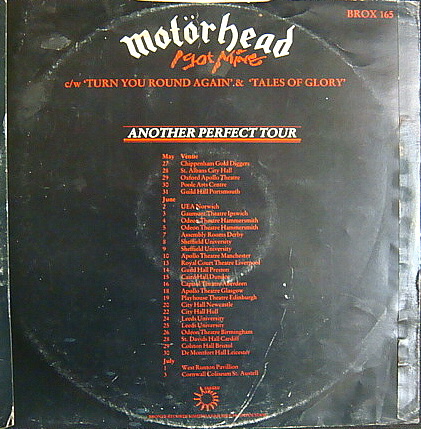 BROX 165
motörhead
I got Mine
c/w 'TURN YOU ROUND AGAIN'. & 'TALES OF GLORY'
ANOTHER PERFECT TOUR
May Venue
27 Chippenham Gold Diggers
28 St. Albans City Hall
29 Oxford Apollo Theatre
30 Poole Arts Centre
31 Guild Hill Portsmouth
June
2 UEA Norwich
3 Gaumont Theatre Ipswich
4 Odeon Theatre Hammersmith
5 Odeon Theatre Hammersmith
7 Assembly Rooms Derby
8 Sheffield University
9 Sheffield University
10 Apollo Theatre Manchester
13 Royal Court Theatre Liverpool
14 Guild Hall Preston
15 Caird Hall Dundee
16 Capitol Theatre Aberdeen
18 Apollo Theatre Glasgow
19 Playhouse Theatre Edinburgh
20 City Hall Newcastle
22 City Hall Hull
24 Leeds University
25 Leeds University
26 Odeon Theatre Birmingham
28 St. Davids Hall Cardiff
29 Colston Hall Bristol
30 De Montfort Hall Leicester
July
1 West Runton Pavillion
3 Cornwall Coliseum St. Austell